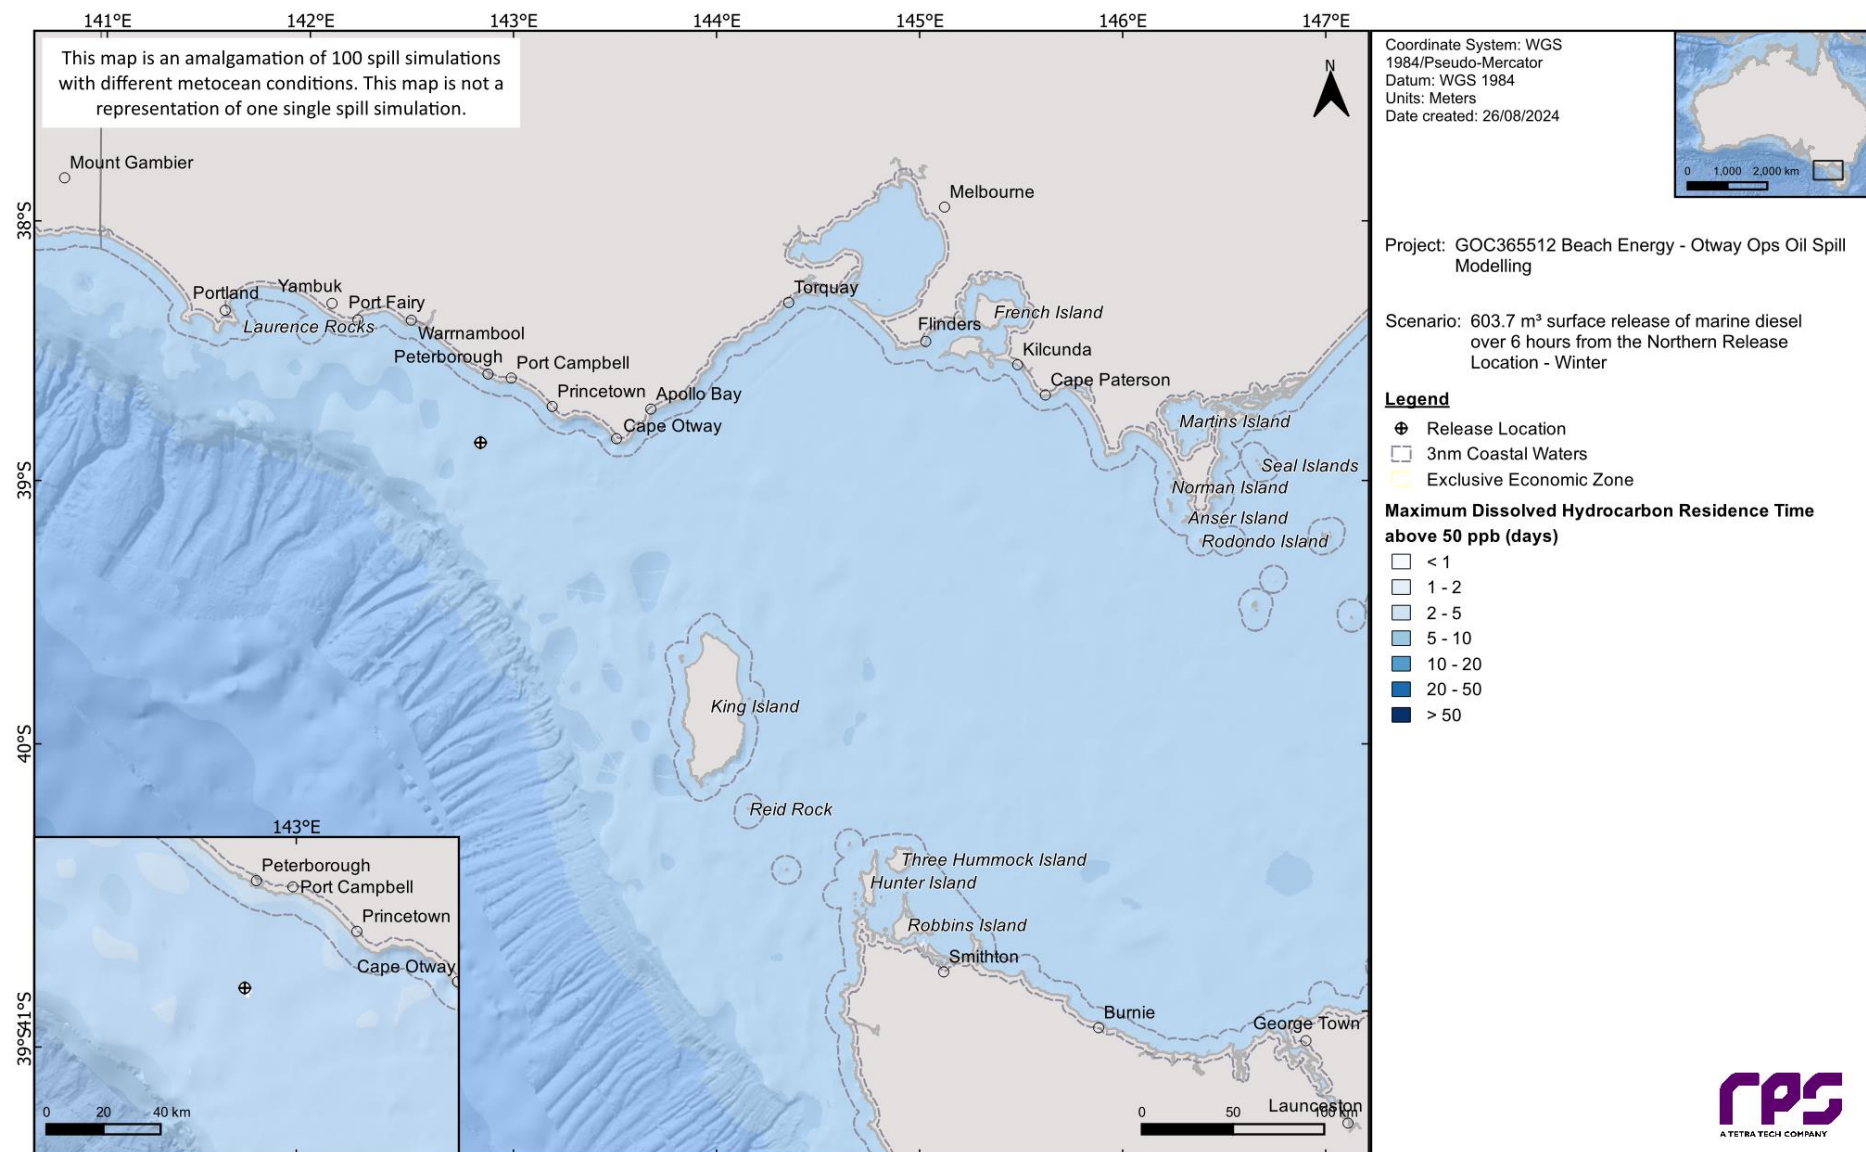 141°E
142°E
143°E
144°E
145°E
146°E
147°E
This map is an amalgamation of 100 spill simulations
with different metocean conditions. This map is not a
representation of one single spill simulation.
N
Mount Gambier
Melbourne
38°S
Portland
Yambuk
Port Fairy
Laurence Rocks
Warrnambool
Peterborough
Port Campbell
Princetown
Apollo Bay
Cape Otway
Torquay
Flinders
French Island
Kilcunda
Cape Paterson
Martins Island
Seal Islands
Norman Island
Anser Island
Rodondo Island
39°S
King Island
40°S
Reid Rock
Three Hummock Island
Hunter Island
Robbins Island
Smithton
Burnie
George Town
Launceston
41°S
0 50 100 km
143°E
Peterborough
Port Campbell
Princetown
Cape Otway
39°S
0 20 40 km
Coordinate System: WGS
1984/Pseudo-Mercator
Datum: WGS 1984
Units: Meters
Date created: 26/08/2024
0 1,000 2,000 km
Project: GOC365512 Beach Energy - Otway Ops Oil Spill
Modelling
Scenario: 603.7 m³ surface release of marine diesel
over 6 hours from the Northern Release
Location - Winter
Legend
Release Location
3nm Coastal Waters
Exclusive Economic Zone
Maximum Dissolved Hydrocarbon Residence Time
above 50 ppb (days)
< 1
1 - 2
2 - 5
5 - 10
10 - 20
20 - 50
> 50
rps
A TETRA TECH COMPANY